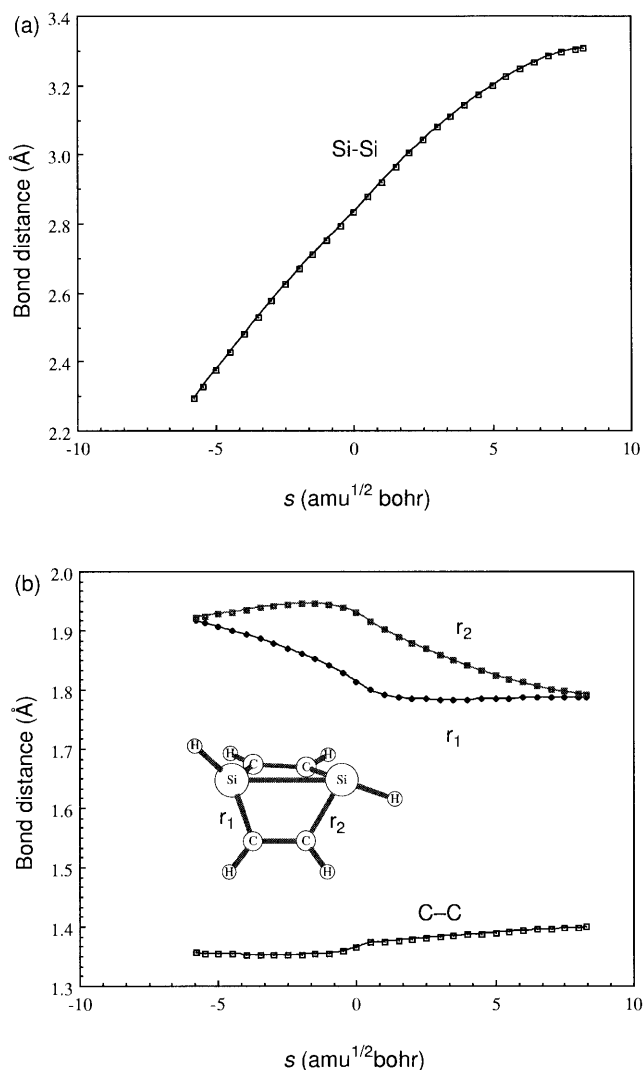 (a)
3.4
3.2
3.0
2.8
2.6
2.4
2.2
Bond distance (Å)
Si-Si
-10 -5 0 5 10
s (amu1/2 bohr)
(b)
2.0
1.9
1.8
1.7
1.6
1.5
1.4
1.3
Bond distance (Å)
r2
r1
H H C C H
Si Si
H
r1 r2
C C
H H
C–C
-10 -5 0 5 10
s (amu1/2bohr)